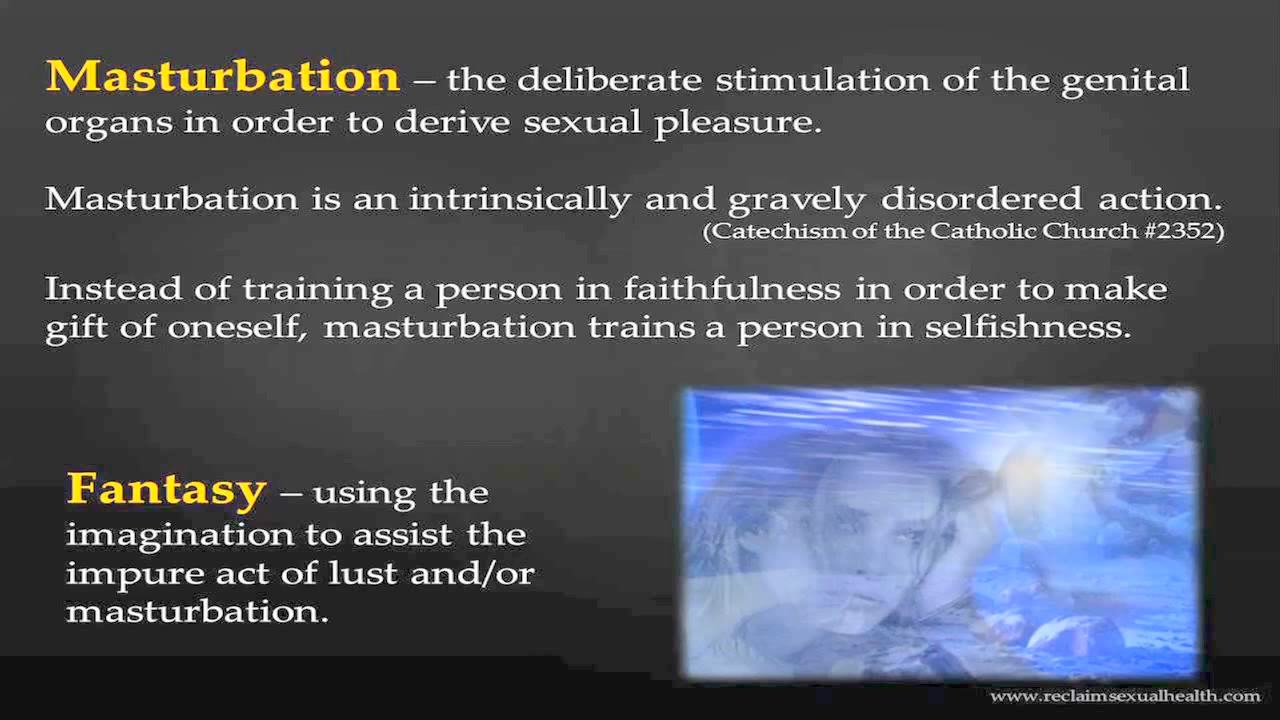 Masturbation – the deliberate stimulation of the genital
organs in order to derive sexual pleasure.
Masturbation is an intrinsically and gravely disordered action.
(Catechism of the Catholic Church #2352)
Instead of training a person in faithfulness in order to make
gift of oneself, masturbation trains a person in selfishness.
Fantasy – using the
imagination to assist the
impure act of lust and/or
masturbation.
www.reclaimsexualhealth.com